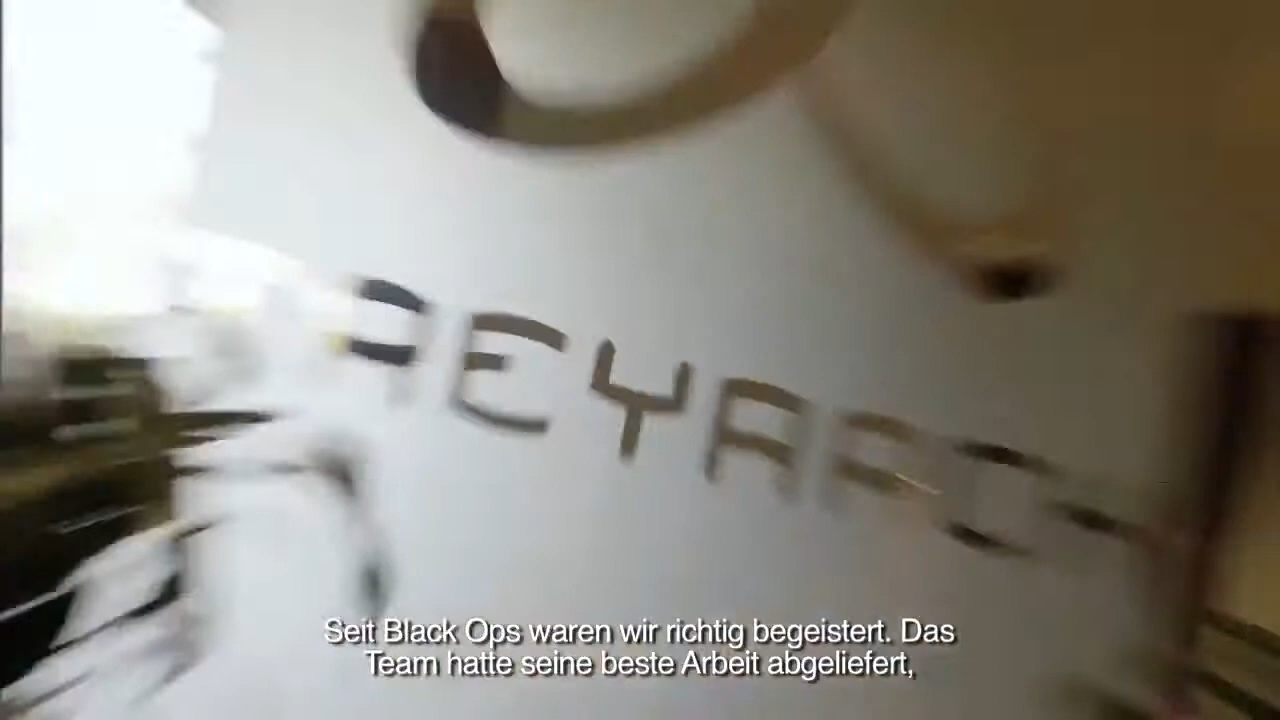 Seit Black Ops waren wir richtig begeistert. Das
Team hatte seine beste Arbeit abgeliefert,